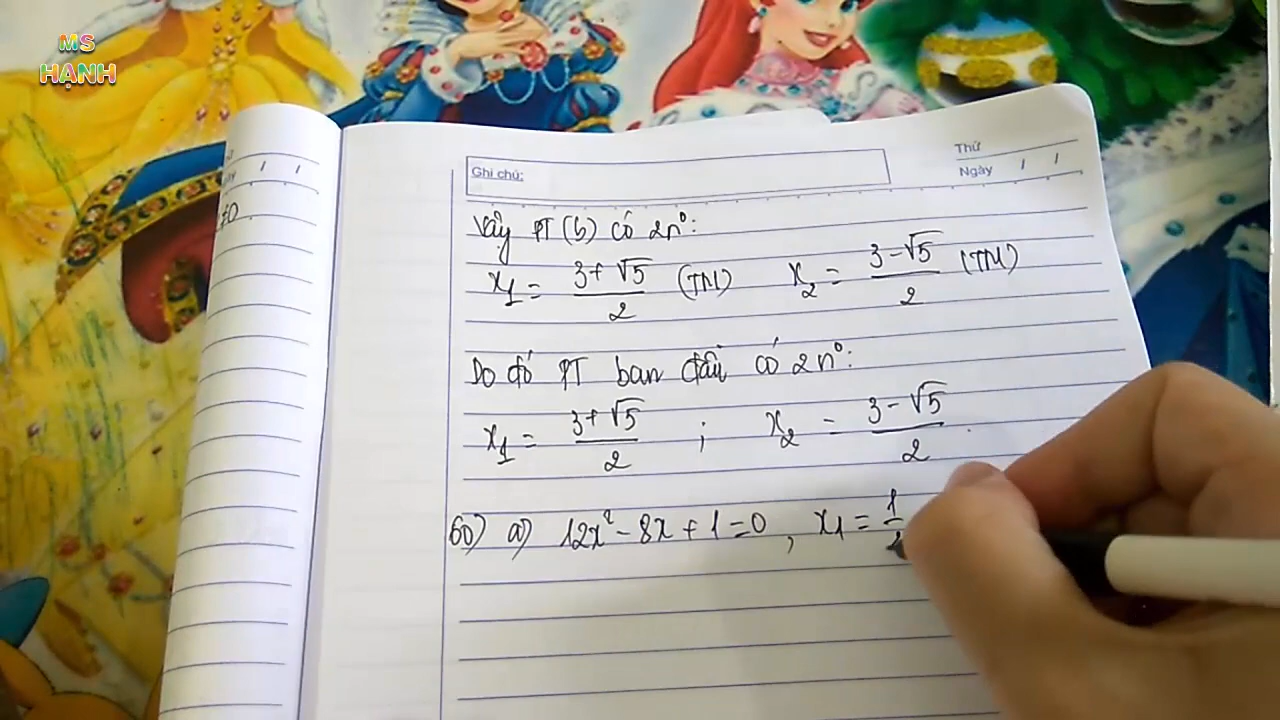 MS
HẠNH
Ghi chú:
Thứ
Ngày / /
Vậy PT (6) có 2n°:
x₁ = (3+√5)/2 (TM) x₂ = (3-√5)/2 (TM)
Do đó PT ban đầu có 2n°:
x₁ = (3+√5)/2 ; x₂ = (3-√5)/2 .
60) a) 12x² - 8x + 1 = 0 , x₁ = 1/